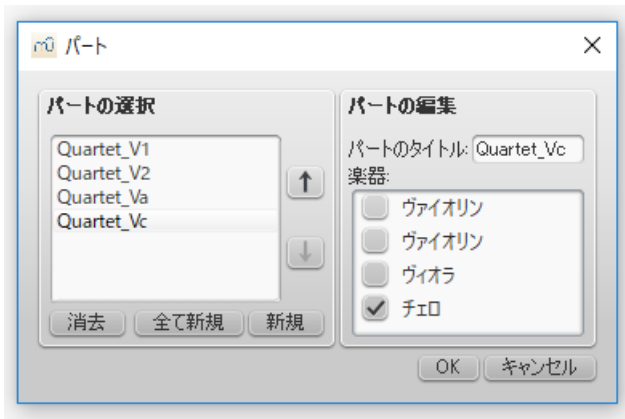 パート
パートの選択
Quartet_V1
Quartet_V2
Quartet_Va
Quartet_Vc
消去 全て新規 新規
パートの編集
パートのタイトル: Quartet_Vc
楽器:
ヴァイオリン
ヴァイオリン
ヴィオラ
チェロ
OK キャンセル